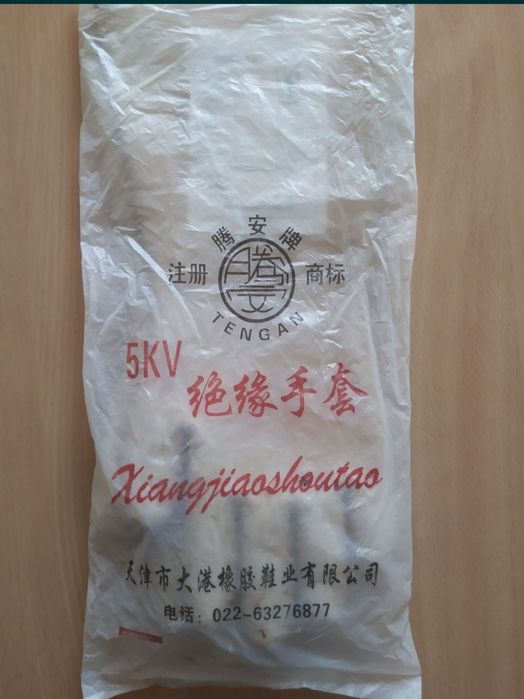 腾安牌
注册 商标
TENGAN
5KV 绝缘手套
Xiangjiaoshoutao
天津市大港橡胶鞋业有限公司
电话：022-63276877